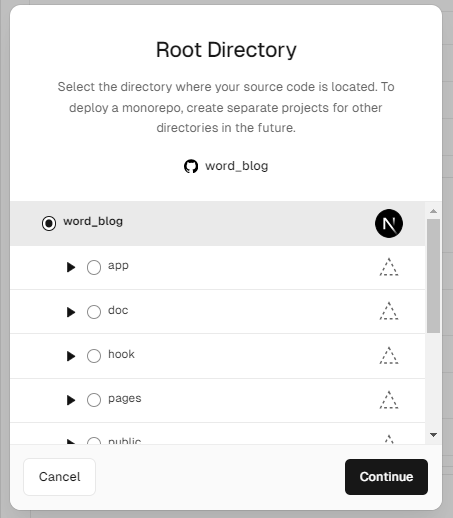 Root Directory
Select the directory where your source code is located. To
deploy a monorepo, create separate projects for other
directories in the future.
word_blog
word_blog
N
app
doc
hook
pages
public
Cancel
Continue